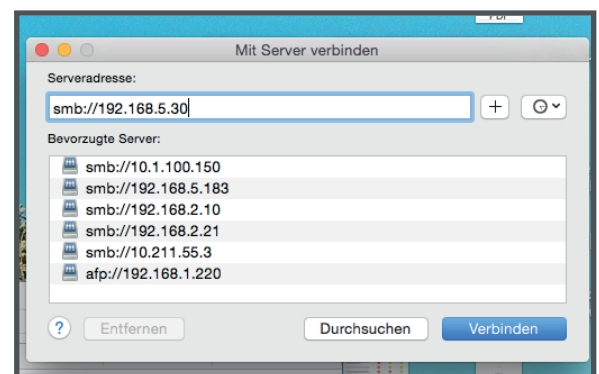 PDF
Mit Server verbinden
Serveradresse:
smb://192.168.5.30
Bevorzugte Server:
smb://10.1.100.150
smb://192.168.5.183
smb://192.168.2.10
smb://192.168.2.21
smb://10.211.55.3
afp://192.168.1.220
? Entfernen Durchsuchen Verbinden